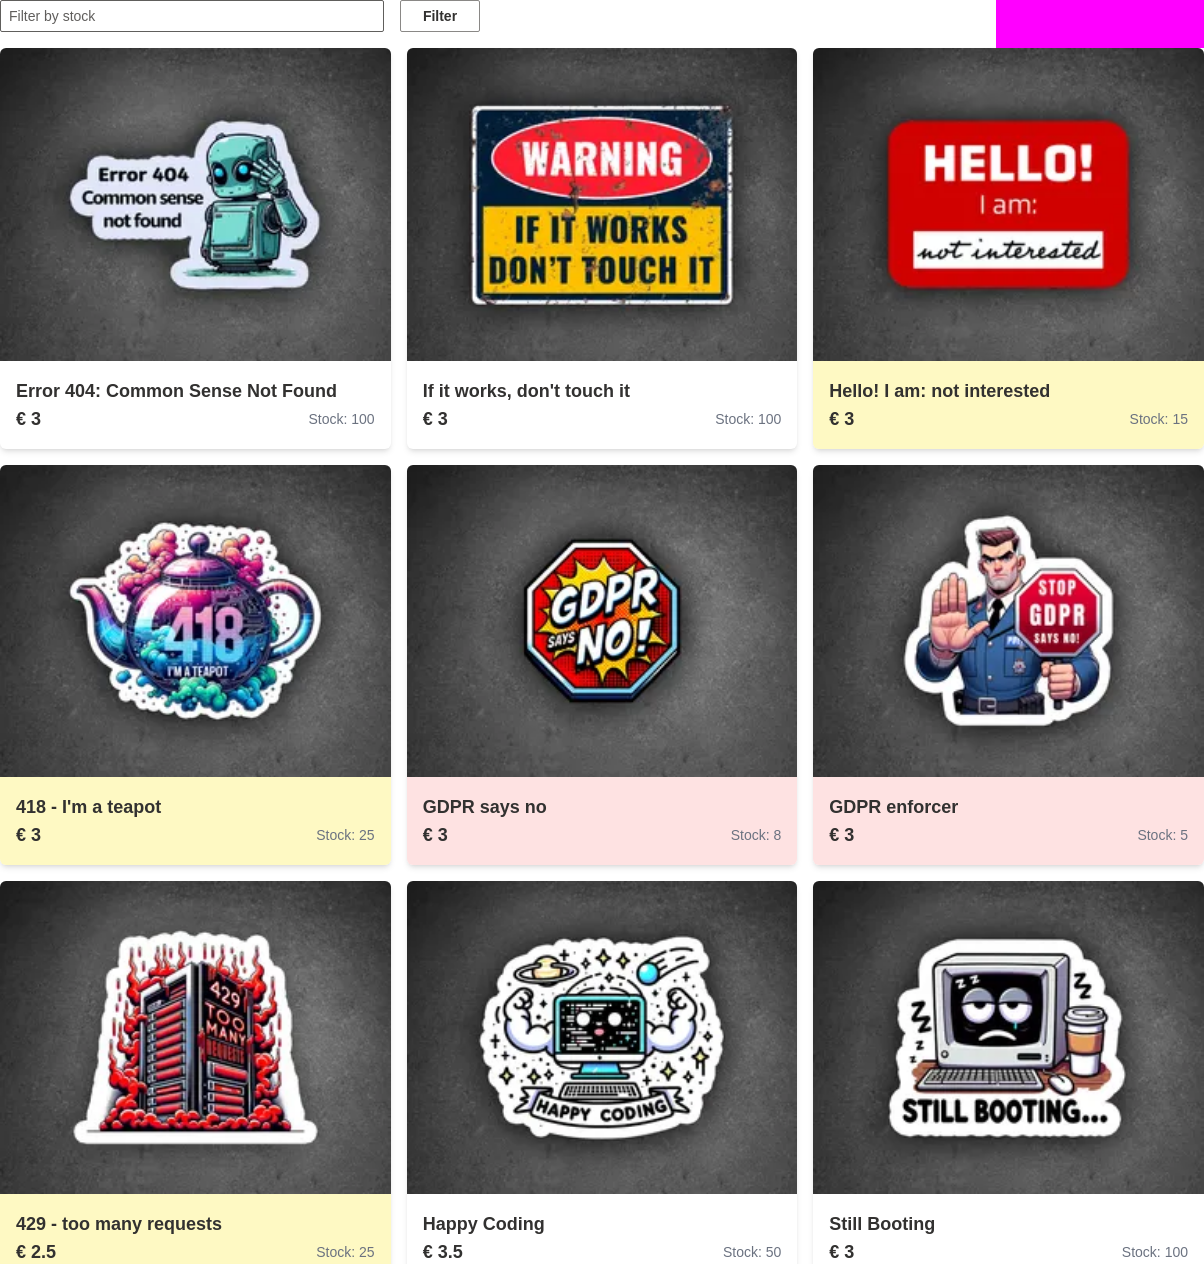 Filter by stock
Filter
Error 404
Common sense
not found
WARNING
IF IT WORKS
DON'T TOUCH IT
HELLO!
I am:
not interested
Error 404: Common Sense Not Found
€ 3
Stock: 100
If it works, don't touch it
€ 3
Stock: 100
Hello! I am: not interested
€ 3
Stock: 15
418
I'M A TEAPOT
GDPR
SAYS
NO!
STOP
GDPR
SAYS NO!
418 - I'm a teapot
€ 3
Stock: 25
GDPR says no
€ 3
Stock: 8
GDPR enforcer
€ 3
Stock: 5
429
TOO
MANY
REQUESTS
HAPPY CODING
Z Z
Z
Z
Z
Z
z
z
STILL BOOTING...
429 - too many requests
€ 2.5
Stock: 25
Happy Coding
€ 3.5
Stock: 50
Still Booting
€ 3
Stock: 100